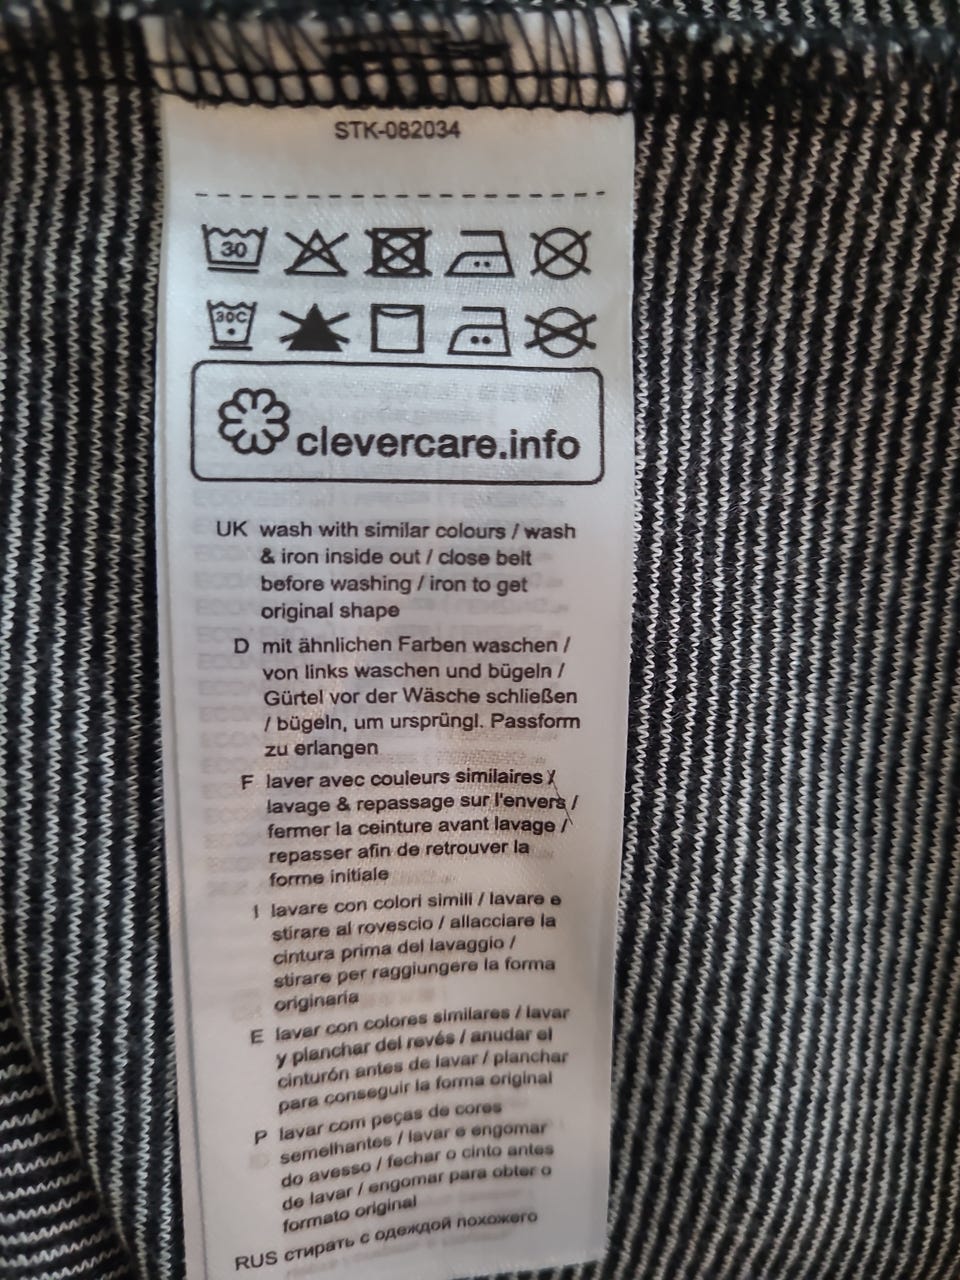 STK-082034
30
30C
clevercare.info
UK wash with similar colours / wash
& iron inside out / close belt
before washing / iron to get
original shape
D mit ähnlichen Farben waschen /
von links waschen und bügeln /
Gürtel vor der Wäsche schließen
/ bügeln, um ursprüngl. Passform
zu erlangen
F laver avec couleurs similaires /
lavage & repassage sur l'envers /
fermer la ceinture avant lavage /
repasser afin de retrouver la
forme initiale
I lavare con colori simili / lavare e
stirare al rovescio / allacciare la
cintura prima del lavaggio /
stirare per raggiungere la forma
originaria
E lavar con colores similares / lavar
y planchar del revés / anudar el
cinturón antes de lavar / planchar
para conseguir la forma original
P lavar com peças de cores
semelhantes / lavar e engomar
do avesso / fechar o cinto antes
de lavar / engomar para obter o
formato original
RUS стирать с одеждой похожего